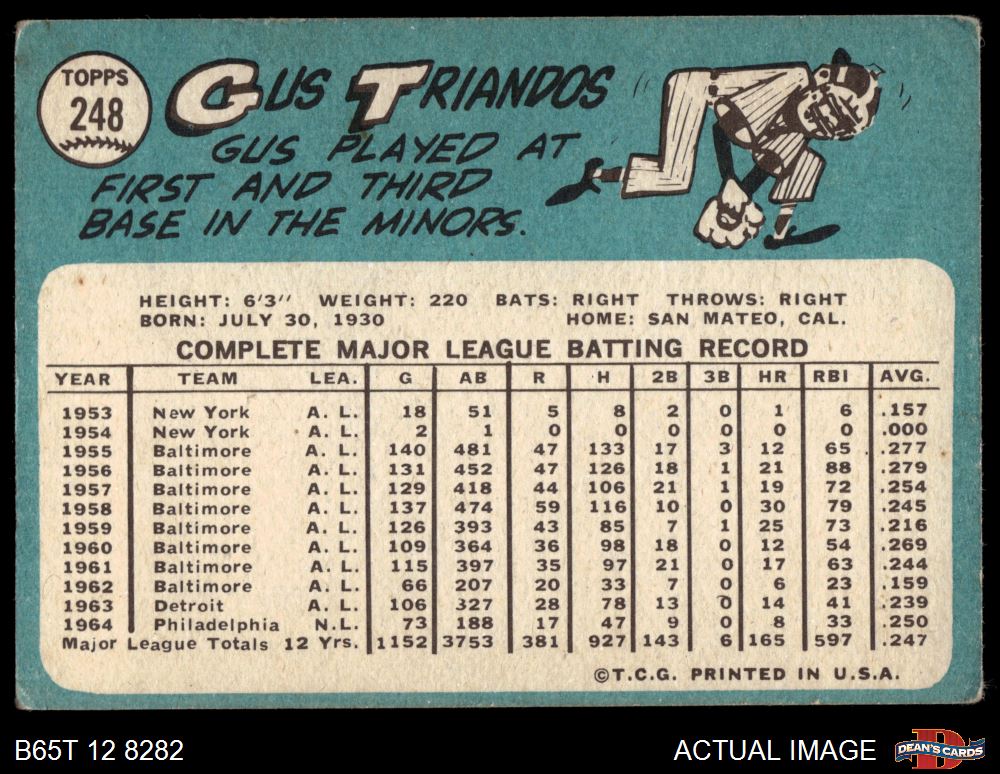 TOPPS
248
GUS TRIANDOS
GUS PLAYED AT
FIRST AND THIRD
BASE IN THE MINORS.
HEIGHT: 6'3" WEIGHT: 220 BATS: RIGHT THROWS: RIGHT
BORN: JULY 30, 1930 HOME: SAN MATEO, CAL.
COMPLETE MAJOR LEAGUE BATTING RECORD
YEAR TEAM LEA. G AB R H 2B 3B HR RBI AVG.
1953 New York A. L. 18 51 5 8 2 0 1 6 .157
1954 New York A. L. 2 1 0 0 0 0 0 0 .000
1955 Baltimore A. L. 140 481 47 133 17 3 12 65 .277
1956 Baltimore A. L. 131 452 47 126 18 1 21 88 .279
1957 Baltimore A. L. 129 418 44 106 21 1 19 72 .254
1958 Baltimore A. L. 137 474 59 116 10 0 30 79 .245
1959 Baltimore A. L. 126 393 43 85 7 1 25 73 .216
1960 Baltimore A. L. 109 364 36 98 18 0 12 54 .269
1961 Baltimore A. L. 115 397 35 97 21 0 17 63 .244
1962 Baltimore A. L. 66 207 20 33 7 0 6 23 .159
1963 Detroit A. L. 106 327 28 78 13 0 14 41 .239
1964 Philadelphia N.L. 73 188 17 47 9 0 8 33 .250
Major League Totals 12 Yrs. 1152 3753 381 927 143 6 165 597 .247
©T.C.G. PRINTED IN U.S.A.
B65T 12 8282 ACTUAL IMAGE D DEAN'S CARDS